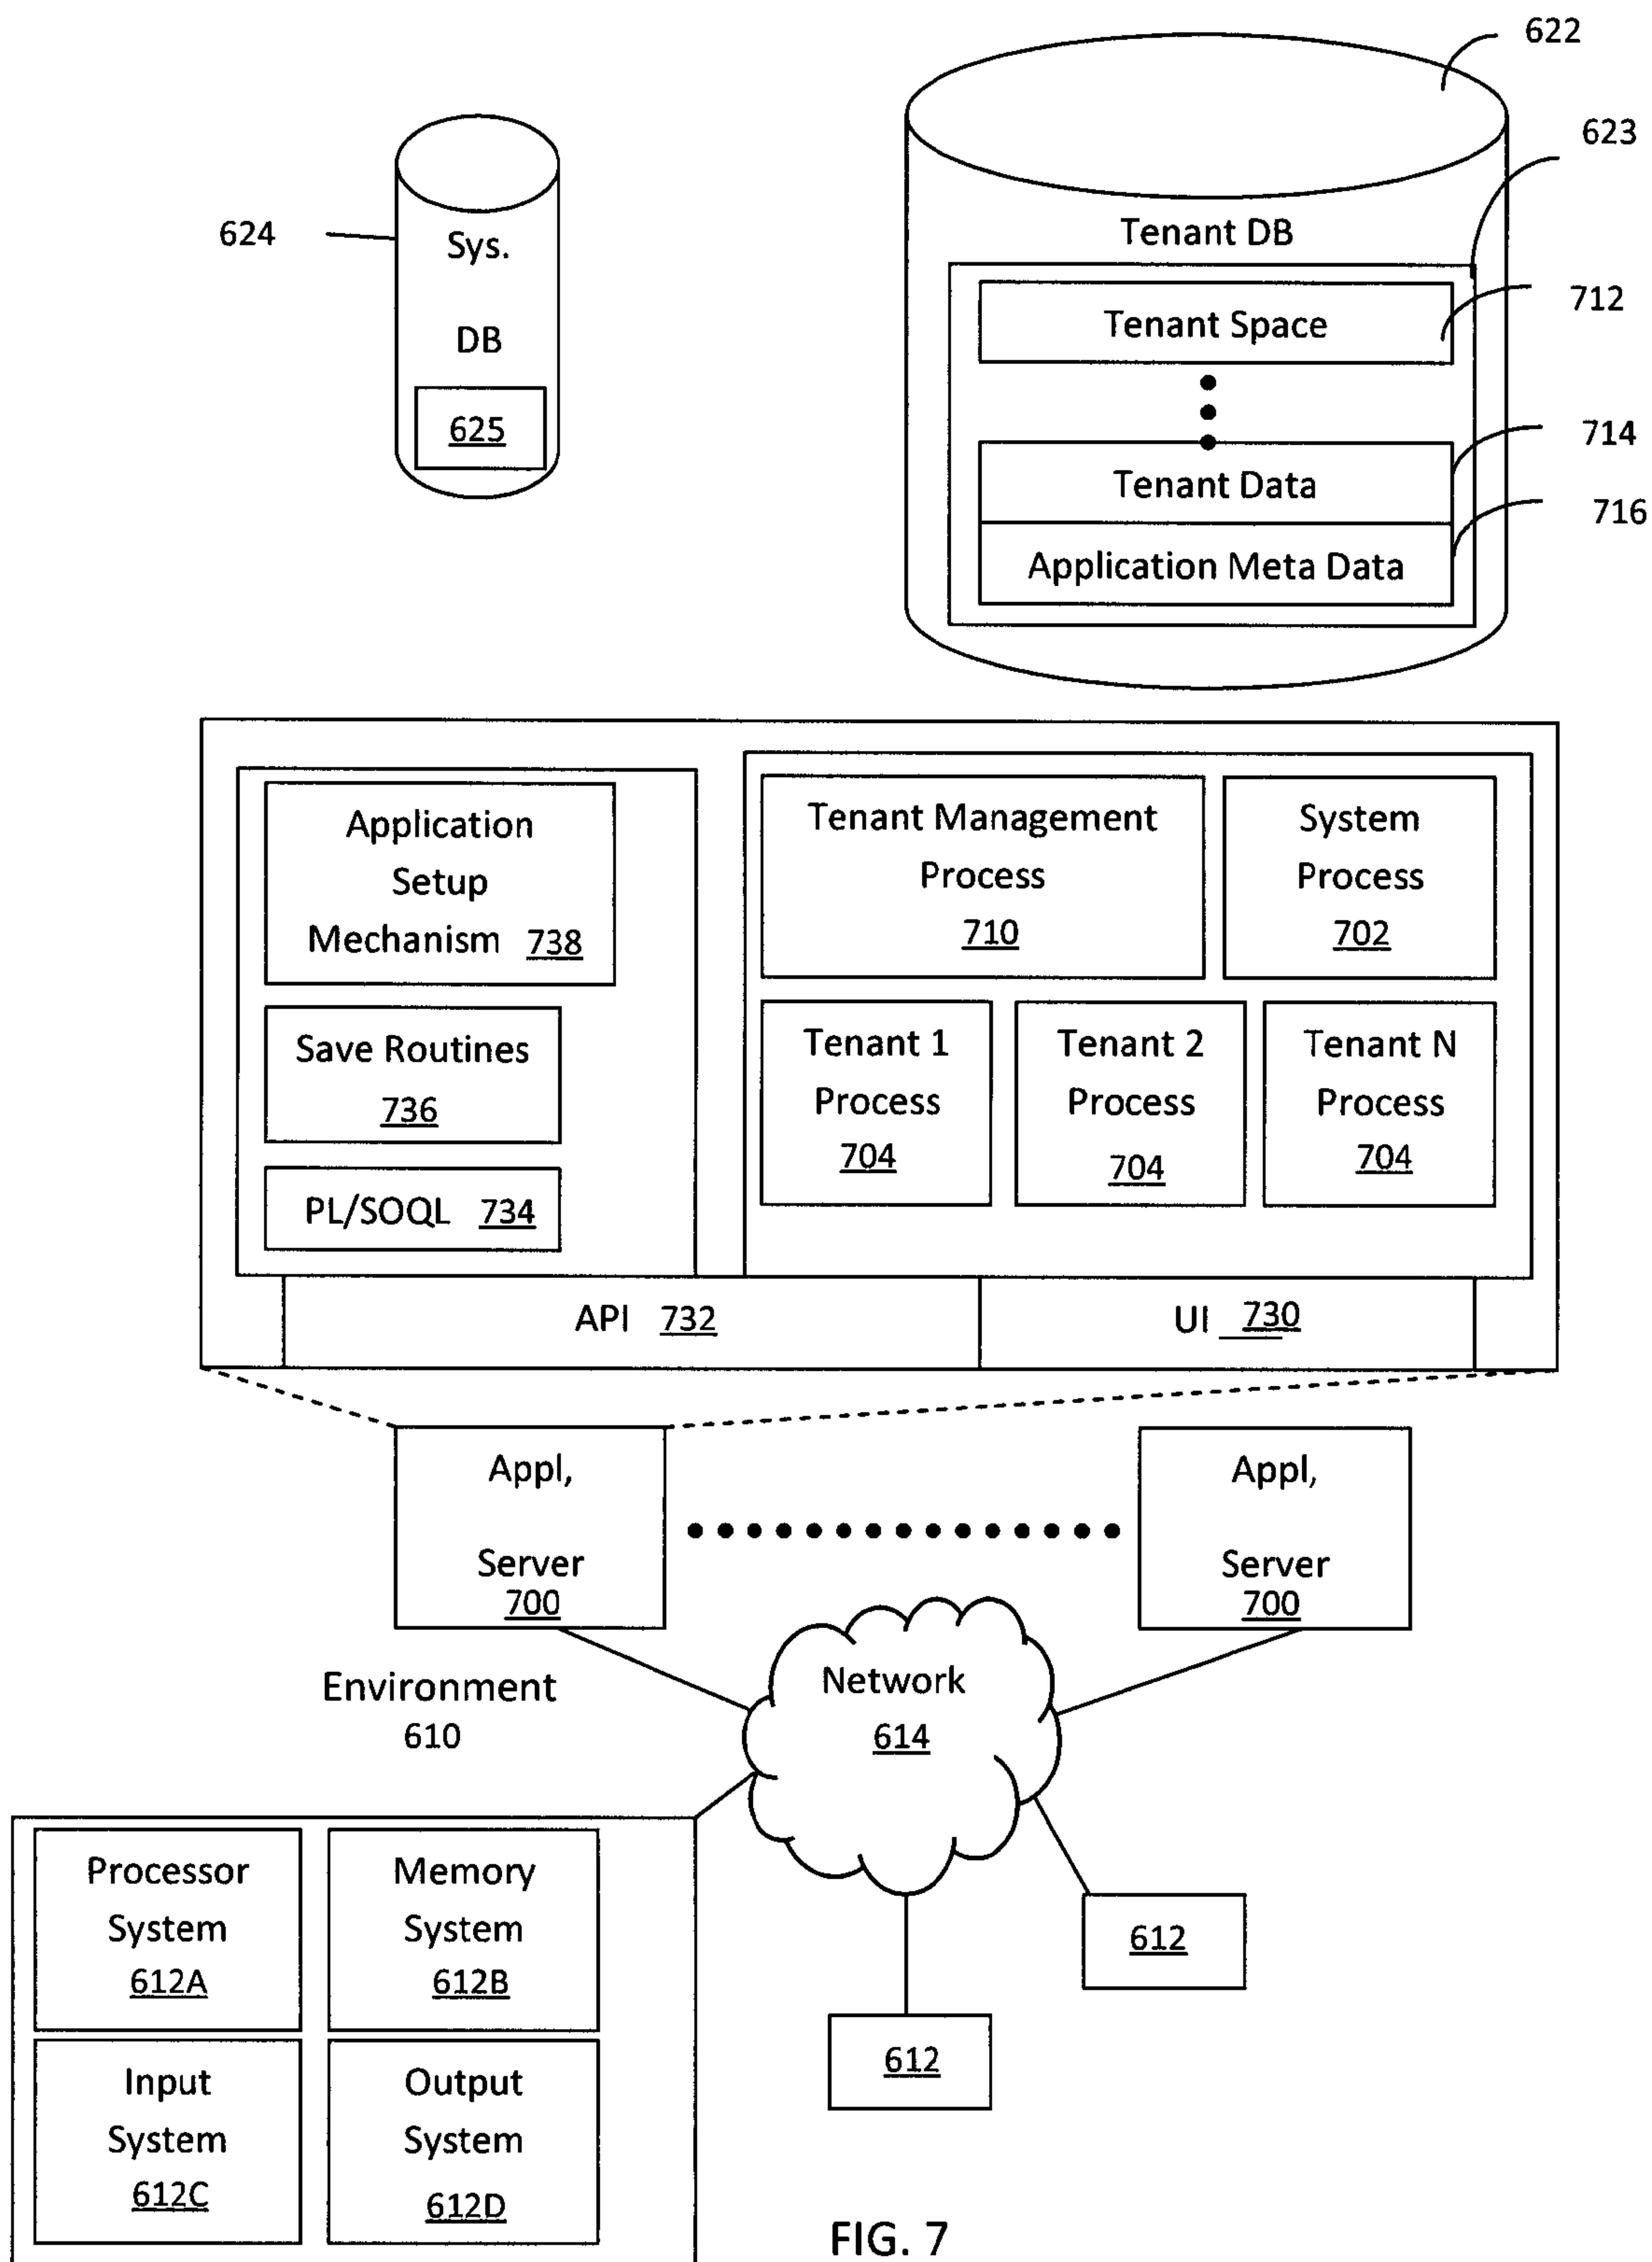 622
623
624
Sys.
DB
625
Tenant DB
Tenant Space
712
714
Tenant Data
716
Application Meta Data
Application
Setup
Mechanism 738
Save Routines
736
PL/SOQL 734
Tenant Management
Process
710
System
Process
702
Tenant 1
Process
704
Tenant 2
Process
704
Tenant N
Process
704
API 732
UI 730
Appl,
Server
700
Appl,
Server
700
Environment
610
Network
614
Processor
System
612A
Memory
System
612B
Input
System
612C
Output
System
612D
612
612
FIG. 7